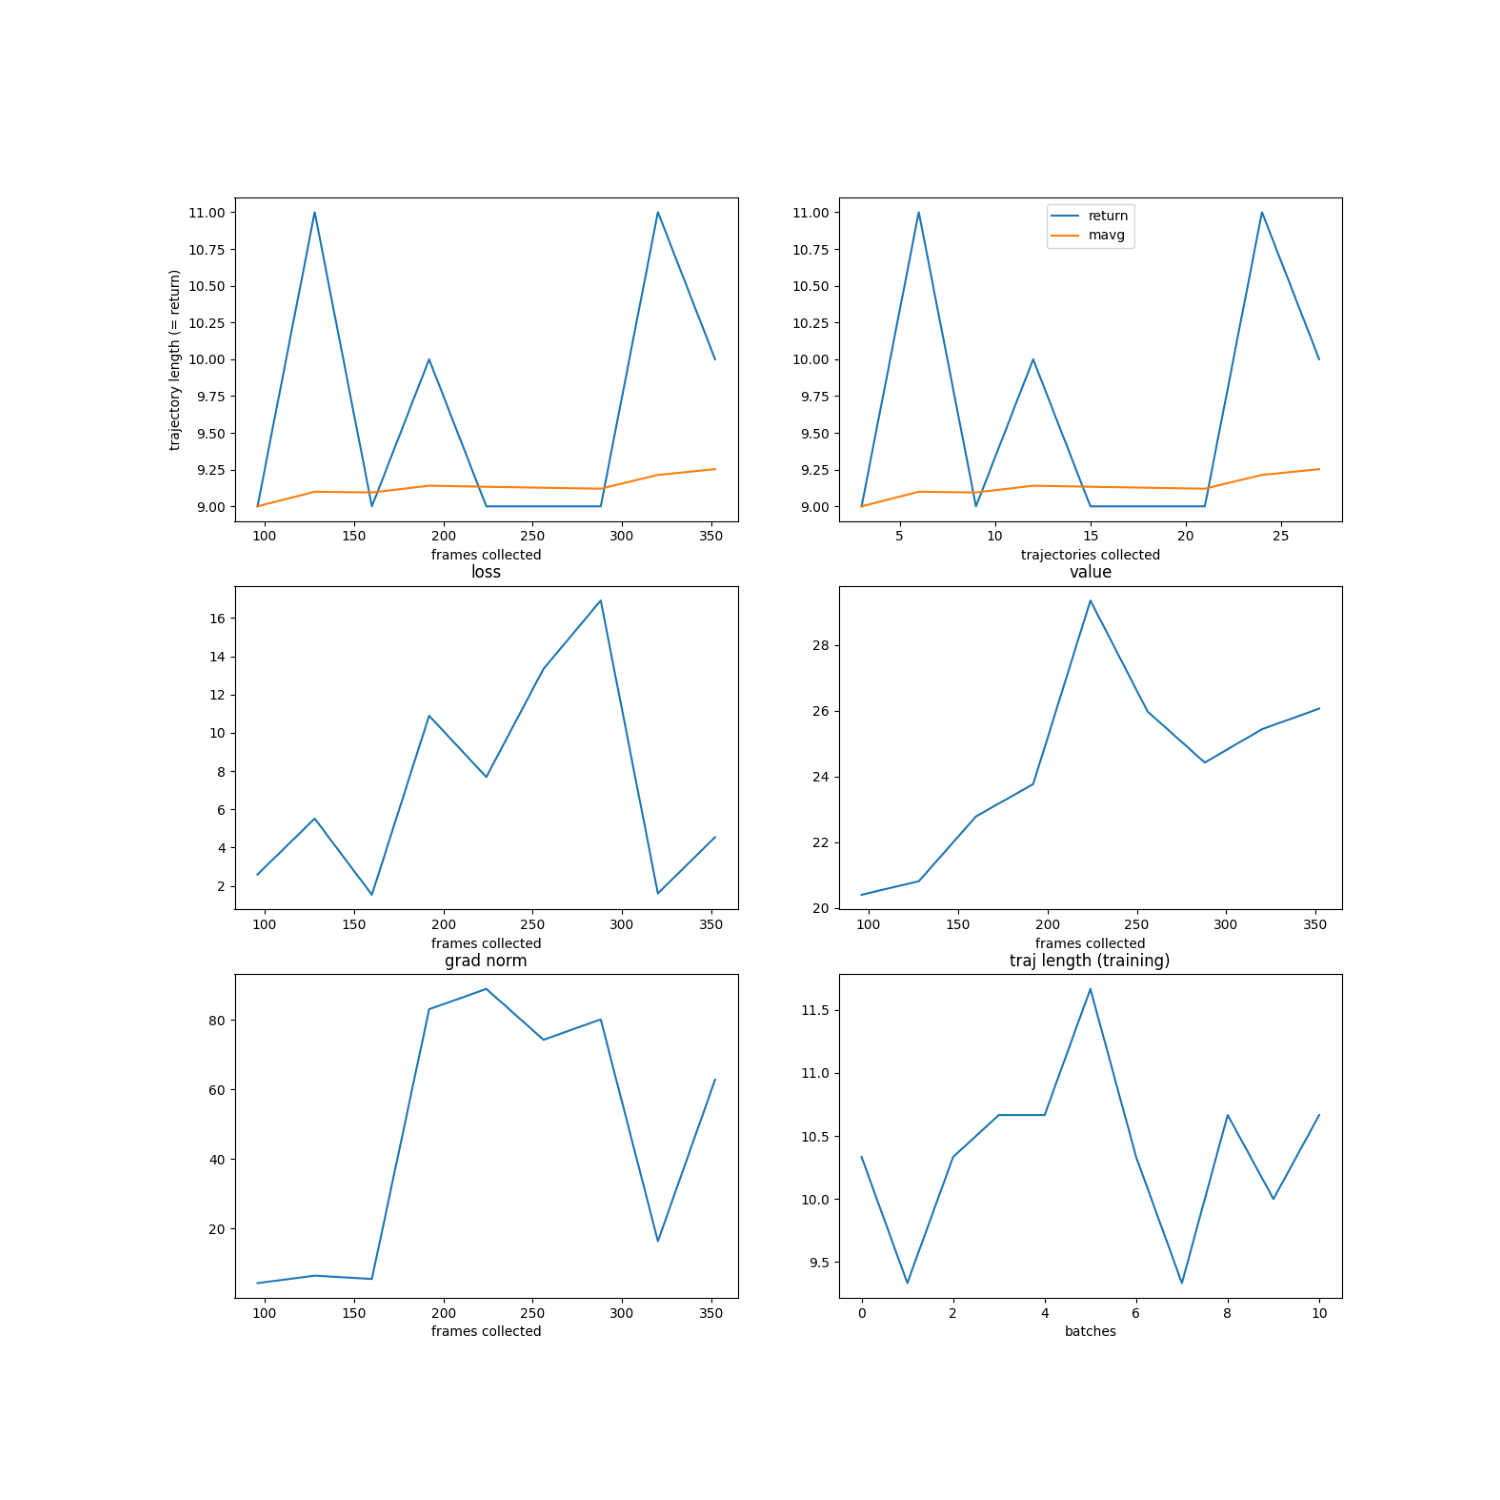 trajectory length (= return)
11.00
10.75
10.50
10.25
10.00
9.75
9.50
9.25
9.00
100 150 200 250 300 350
frames collected
return
mavg
11.00
10.75
10.50
10.25
10.00
9.75
9.50
9.25
9.00
5 10 15 20 25
trajectories collected
loss
16
14
12
10
8
6
4
2
100 150 200 250 300 350
frames collected
value
28
26
24
22
20
100 150 200 250 300 350
frames collected
grad norm
80
60
40
20
100 150 200 250 300 350
frames collected
traj length (training)
11.5
11.0
10.5
10.0
9.5
0 2 4 6 8 10
batches